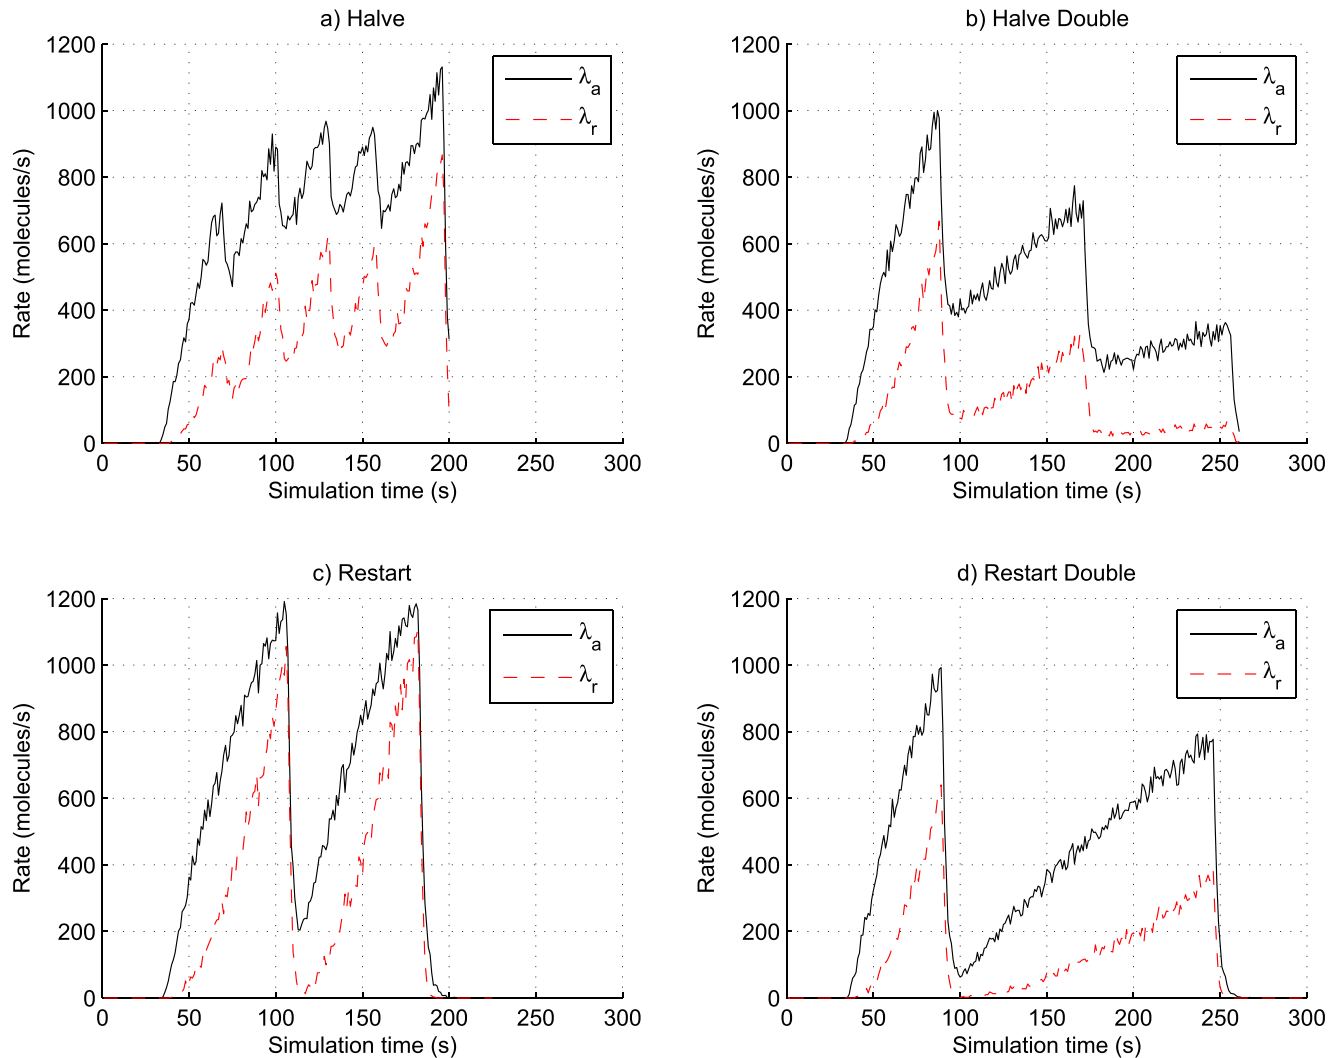 a) Halve
1200
1000
800
600
400
200
0
Rate (molecules/s)
λa
λr
0 50 100 150 200 250 300
Simulation time (s)
b) Halve Double
1200
1000
800
600
400
200
0
Rate (molecules/s)
λa
λr
0 50 100 150 200 250 300
Simulation time (s)
c) Restart
1200
1000
800
600
400
200
0
Rate (molecules/s)
λa
λr
0 50 100 150 200 250 300
Simulation time (s)
d) Restart Double
1200
1000
800
600
400
200
0
Rate (molecules/s)
λa
λr
0 50 100 150 200 250 300
Simulation time (s)